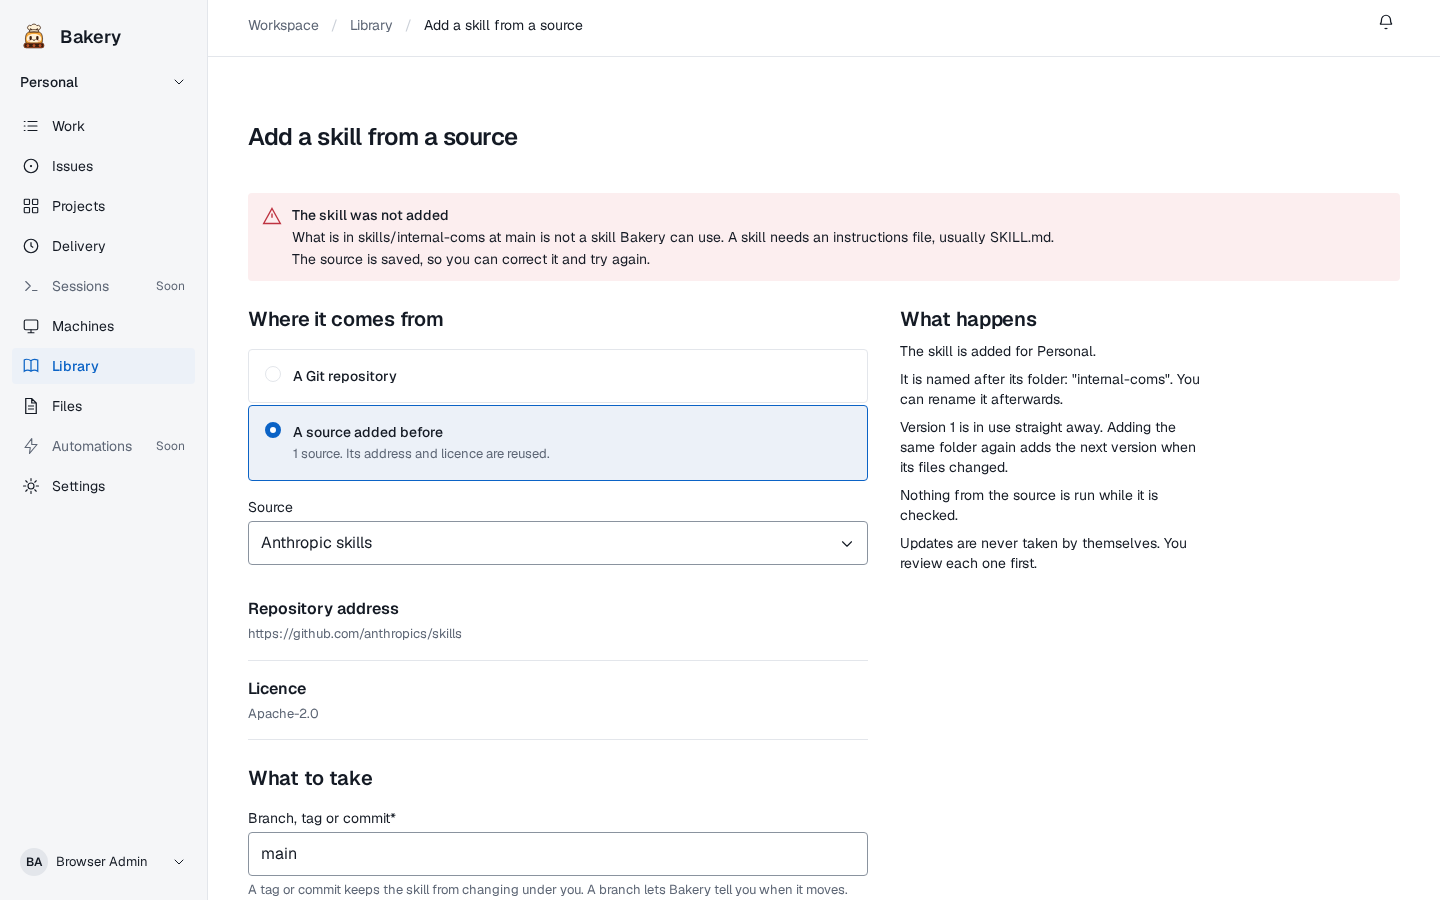 Bakery
Personal
Work
Issues
Projects
Delivery
Sessions Soon
Machines
Library
Files
Automations Soon
Settings
BA Browser Admin
Workspace / Library / Add a skill from a source
Add a skill from a source
The skill was not added
What is in skills/internal-coms at main is not a skill Bakery can use. A skill needs an instructions file, usually SKILL.md.
The source is saved, so you can correct it and try again.
Where it comes from
A Git repository
A source added before
1 source. Its address and licence are reused.
Source
Anthropic skills
Repository address
https://github.com/anthropics/skills
Licence
Apache-2.0
What to take
Branch, tag or commit*
main
A tag or commit keeps the skill from changing under you. A branch lets Bakery tell you when it moves.
What happens
The skill is added for Personal.
It is named after its folder: "internal-coms". You
can rename it afterwards.
Version 1 is in use straight away. Adding the
same folder again adds the next version when
its files changed.
Nothing from the source is run while it is
checked.
Updates are never taken by themselves. You
review each one first.